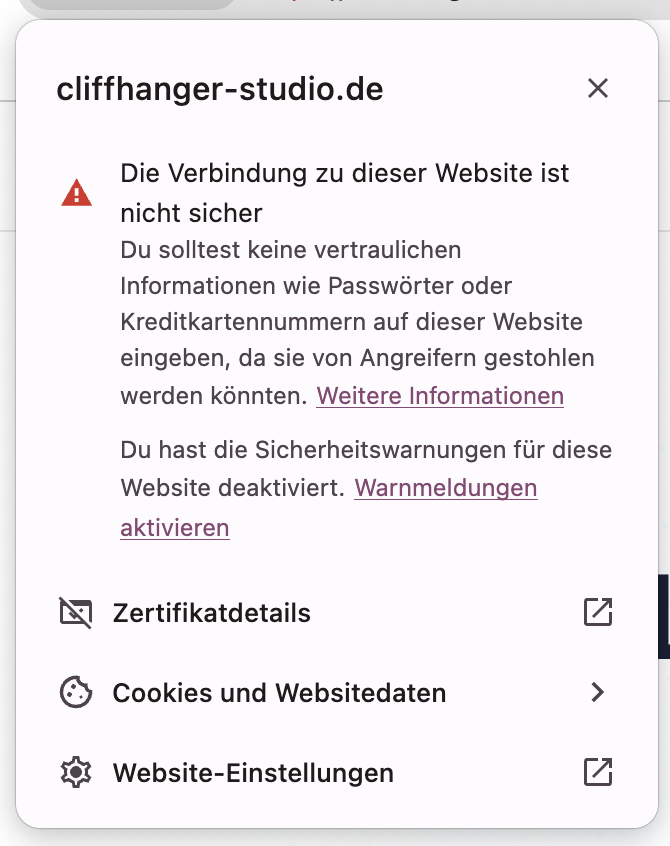 cliffhanger-studio.de
Die Verbindung zu dieser Website ist
nicht sicher
Du solltest keine vertraulichen
Informationen wie Passwörter oder
Kreditkartennummern auf dieser Website
eingeben, da sie von Angreifern gestohlen
werden könnten. Weitere Informationen
Du hast die Sicherheitswarnungen für diese
Website deaktiviert. Warnmeldungen
aktivieren
Zertifikatdetails
Cookies und Websitedaten
Website-Einstellungen